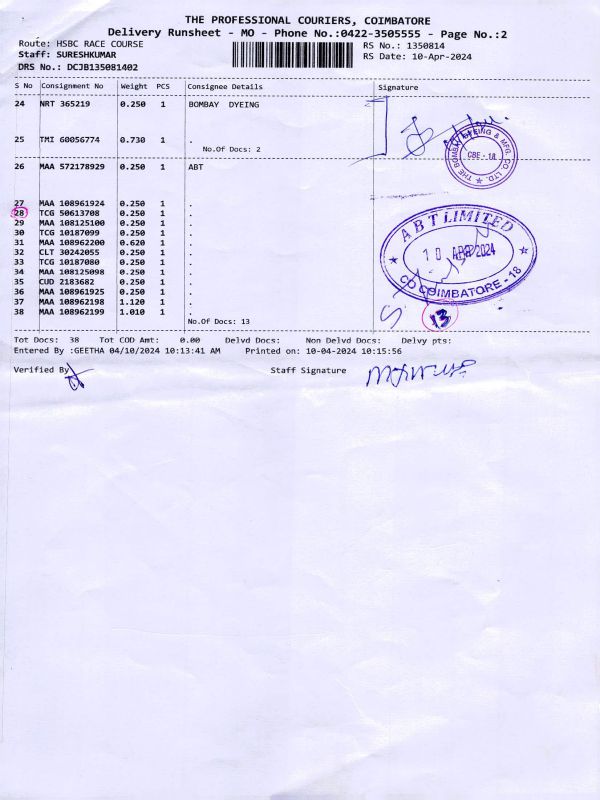 THE PROFESSIONAL COURIERS, COIMBATORE
Delivery Runsheet - MO - Phone No.:0422-3505555 - Page No.:2
Route: HSBC RACE COURSE
RS No.: 1350814
Staff: SURESHKUMAR
RS Date: 10-Apr-2024
DRS No.: DCJB135081402
S No Consignment No Weight PCS Consignee Details Signature
24 NRT 365219 0.250 1 BOMBAY DYEING
25 TMI 60056774 0.730 1 .
No.Of Docs: 2
THE BOMBAY DYEING & MFG. CO. LTD.
CBE - 18
26 MAA 572178929 0.250 1 ABT
27 MAA 108961924 0.250 1 .
28 TCG 50613708 0.250 1 .
29 MAA 108125100 0.250 1 .
30 TCG 10187099 0.250 1 .
31 MAA 108962200 0.620 1 .
32 CLT 30242055 0.250 1 .
33 TCG 10187080 0.250 1 .
34 MAA 108125098 0.250 1 .
35 CUD 2183682 0.250 1 .
36 MAA 108961925 0.250 1 .
37 MAA 108962198 1.120 1 .
38 MAA 108962199 1.010 1 .
No.Of Docs: 13
ABT LIMITED
10 APR 2024
COIMBATORE - 18
13
Tot Docs: 38 Tot COD Amt: 0.00 Delvd Docs: Non Delvd Docs: Delvy pts:
Entered By :GEETHA 04/10/2024 10:13:41 AM Printed on: 10-04-2024 10:15:56
Verified By
Staff Signature